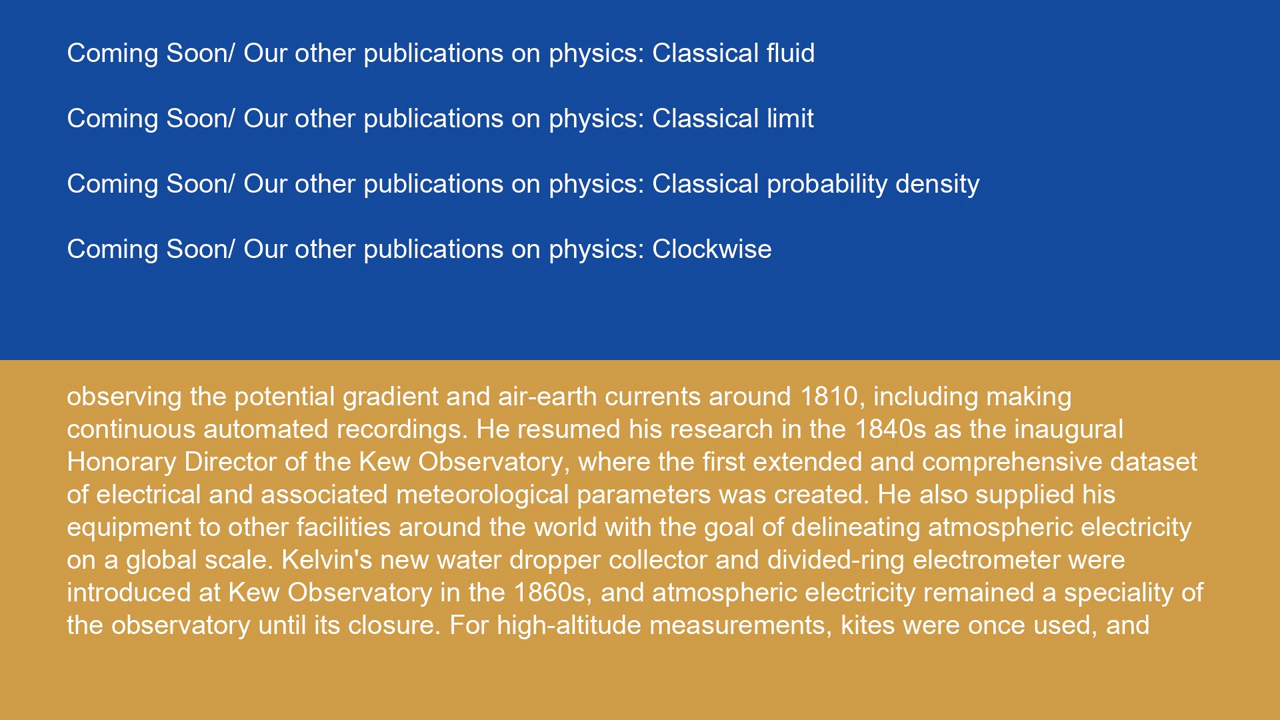 Coming Soon/ Our other publications on physics: Classical fluid
Coming Soon/ Our other publications on physics: Classical limit
Coming Soon/ Our other publications on physics: Classical probability density
Coming Soon/ Our other publications on physics: Clockwise
observing the potential gradient and air-earth currents around 1810, including making
continuous automated recordings. He resumed his research in the 1840s as the inaugural
Honorary Director of the Kew Observatory, where the first extended and comprehensive dataset
of electrical and associated meteorological parameters was created. He also supplied his
equipment to other facilities around the world with the goal of delineating atmospheric electricity
on a global scale. Kelvin's new water dropper collector and divided-ring electrometer were
introduced at Kew Observatory in the 1860s, and atmospheric electricity remained a speciality of
the observatory until its closure. For high-altitude measurements, kites were once used, and